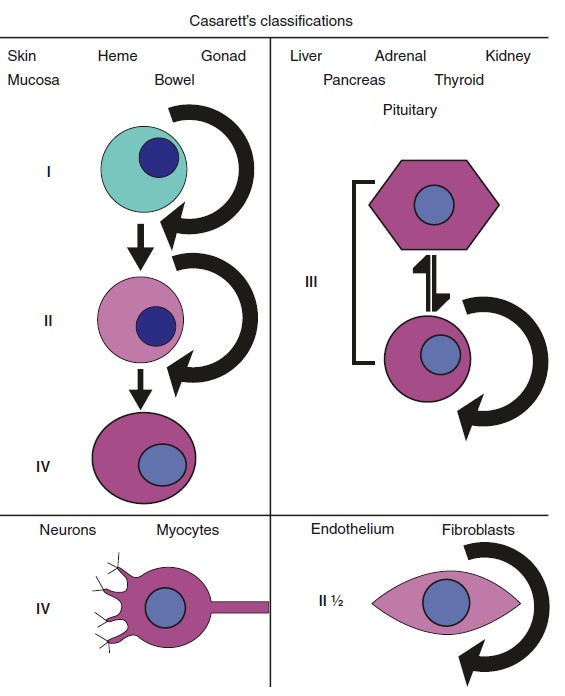 Casarett’s classifications
Skin Heme Gonad
Mucosa Bowel
I
II
IV
Liver Adrenal Kidney
Pancreas Thyroid
Pituitary
III
Neurons Myocytes
IV
Endothelium Fibroblasts
II ½